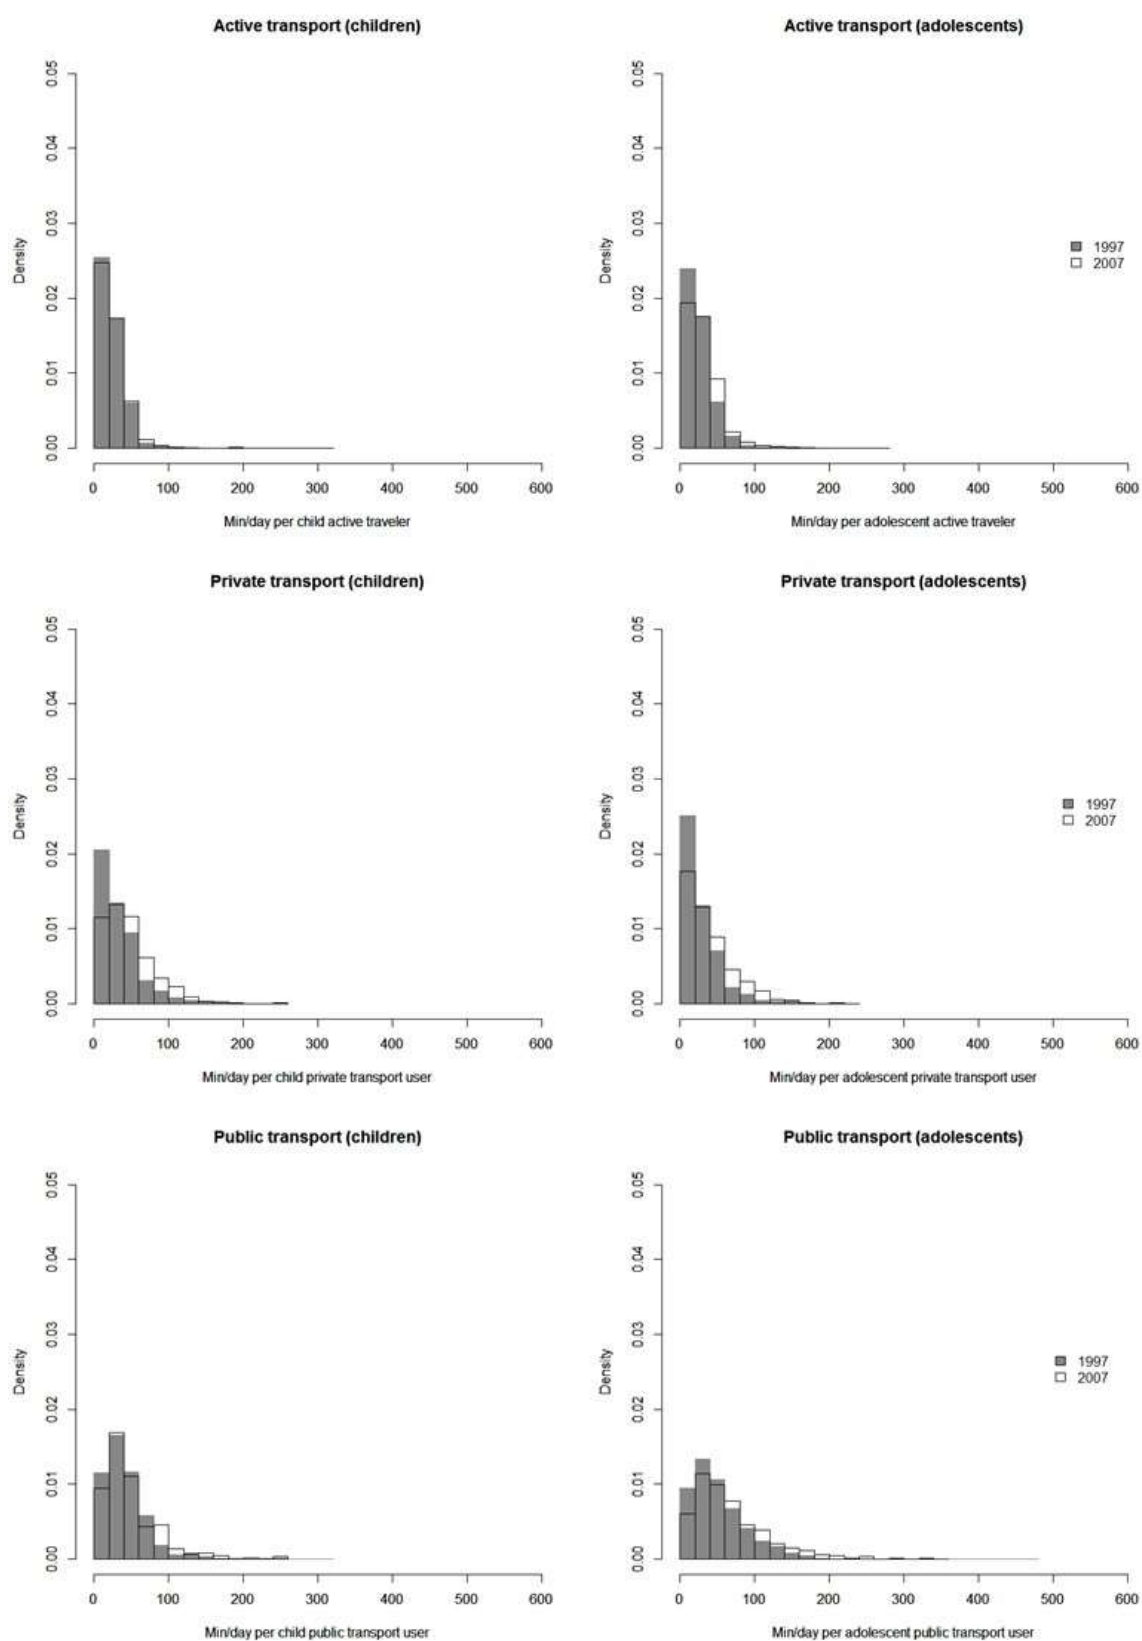 Active transport (children)
Density
0.00 0.01 0.02 0.03 0.04 0.05
0 100 200 300 400 500 600
Min/day per child active traveler
Active transport (adolescents)
Density
0.00 0.01 0.02 0.03 0.04 0.05
1997
2007
0 100 200 300 400 500 600
Min/day per adolescent active traveler
Private transport (children)
Density
0.00 0.01 0.02 0.03 0.04 0.05
0 100 200 300 400 500 600
Min/day per child private transport user
Private transport (adolescents)
Density
0.00 0.01 0.02 0.03 0.04 0.05
1997
2007
0 100 200 300 400 500 600
Min/day per adolescent private transport user
Public transport (children)
Density
0.00 0.01 0.02 0.03 0.04 0.05
0 100 200 300 400 500 600
Min/day per child public transport user
Public transport (adolescents)
Density
0.00 0.01 0.02 0.03 0.04 0.05
1997
2007
0 100 200 300 400 500 600
Min/day per adolescent public transport user